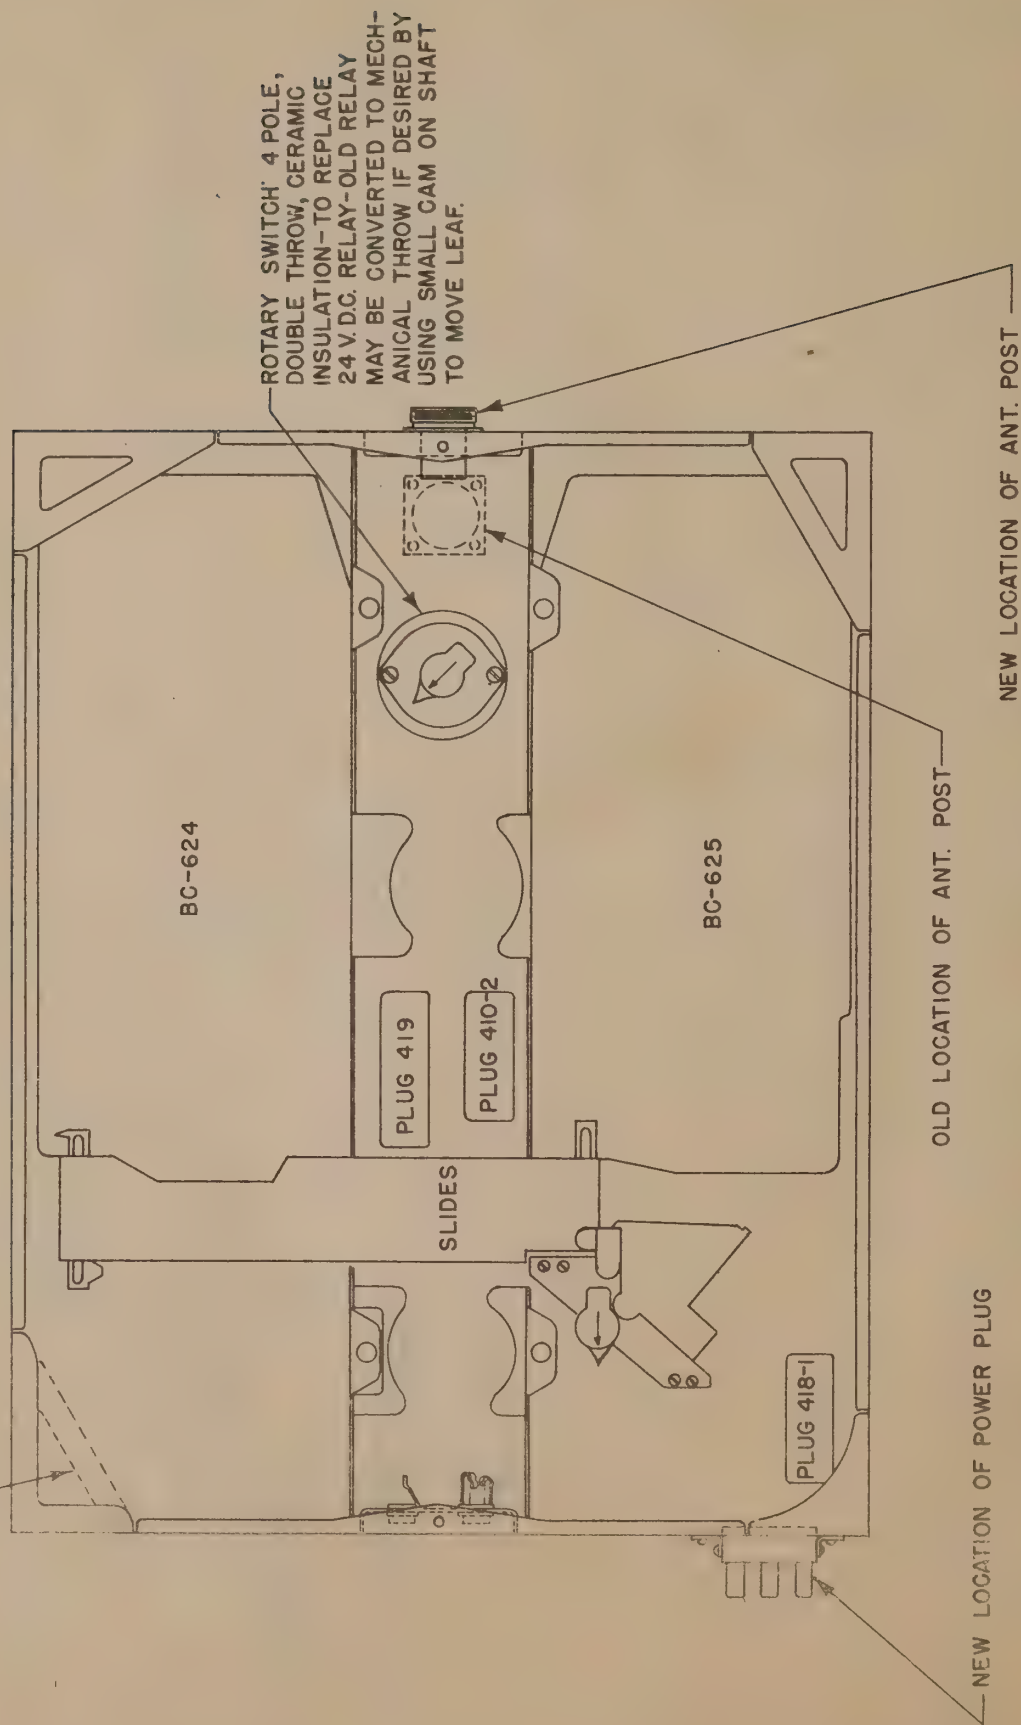 ROTARY SWITCH' 4 POLE,
DOUBLE THROW, CERAMIC
INSULATION-TO REPLACE
24 V.D.C. RELAY-OLD RELAY
MAY BE CONVERTED TO MECH-
ANICAL THROW IF DESIRED BY
USING SMALL CAM ON SHAFT
TO MOVE LEAF.
BC-624
PLUG 419
PLUG 410-2
SLIDES
BC-625
PLUG 418-1
OLD LOCATION OF ANT. POST
NEW LOCATION OF ANT. POST
NEW LOCATION OF POWER PLUG